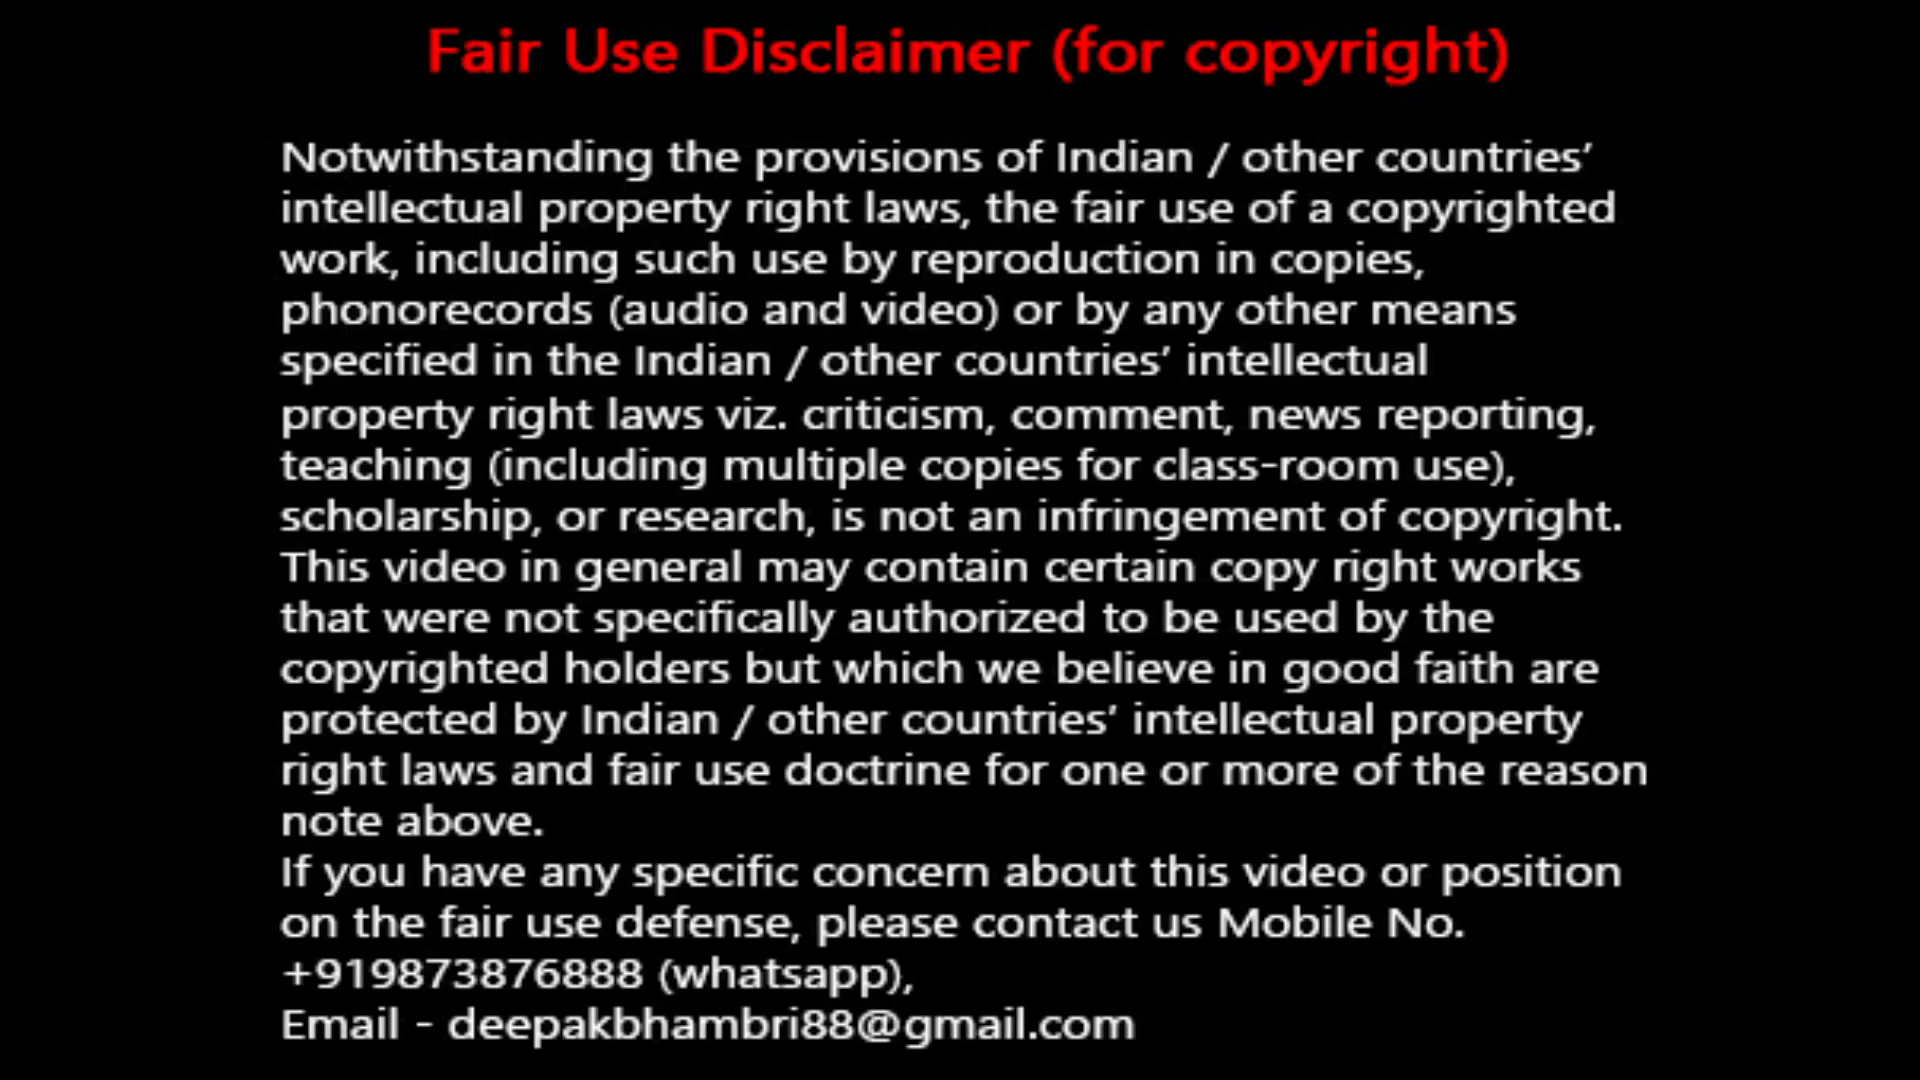 Fair Use Disclaimer (for copyright)
Notwithstanding the provisions of Indian / other countries’
intellectual property right laws, the fair use of a copyrighted
work, including such use by reproduction in copies,
phonorecords (audio and video) or by any other means
specified in the Indian / other countries’ intellectual
property right laws viz. criticism, comment, news reporting,
teaching (including multiple copies for class-room use),
scholarship, or research, is not an infringement of copyright.
This video in general may contain certain copy right works
that were not specifically authorized to be used by the
copyrighted holders but which we believe in good faith are
protected by Indian / other countries’ intellectual property
right laws and fair use doctrine for one or more of the reason
note above.
If you have any specific concern about this video or position
on the fair use defense, please contact us Mobile No.
+919873876888 (whatsapp),
Email - deepakbhambri88@gmail.com